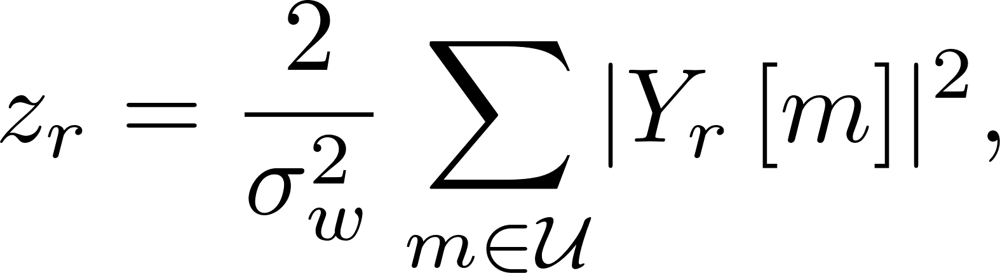 z_r = \frac{2}{\sigma_w^2} \sum_{m \in \mathcal{U}} |Y_r [m]|^2,